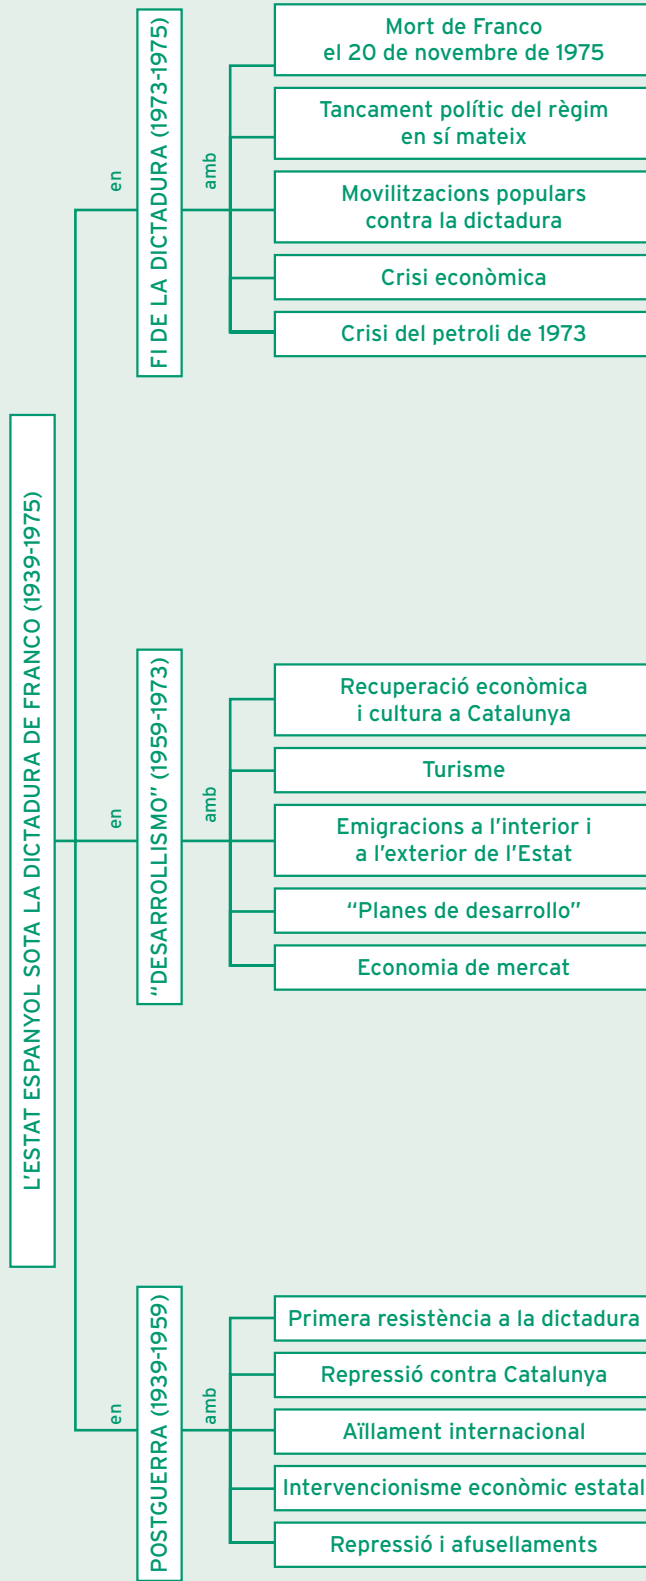 L'ESTAT ESPANYOL SOTA LA DICTADURA DE FRANCO (1939-1975)
en
FI DE LA DICTADURA (1973-1975)
amb
Mort de Franco
el 20 de novembre de 1975
Tancament polític del règim
en sí mateix
Movilitzacions populars
contra la dictadura
Crisi econòmica
Crisi del petroli de 1973
en
"DESARROLLISMO" (1959-1973)
amb
Recuperació econòmica
i cultura a Catalunya
Turisme
Emigracions a l'interior i
a l'exterior de l'Estat
"Planes de desarrollo"
Economia de mercat
en
POSTGUERRA (1939-1959)
amb
Primera resistència a la dictadura
Repressió contra Catalunya
Aïllament internacional
Intervencionisme econòmic estatal
Repressió i afusellaments